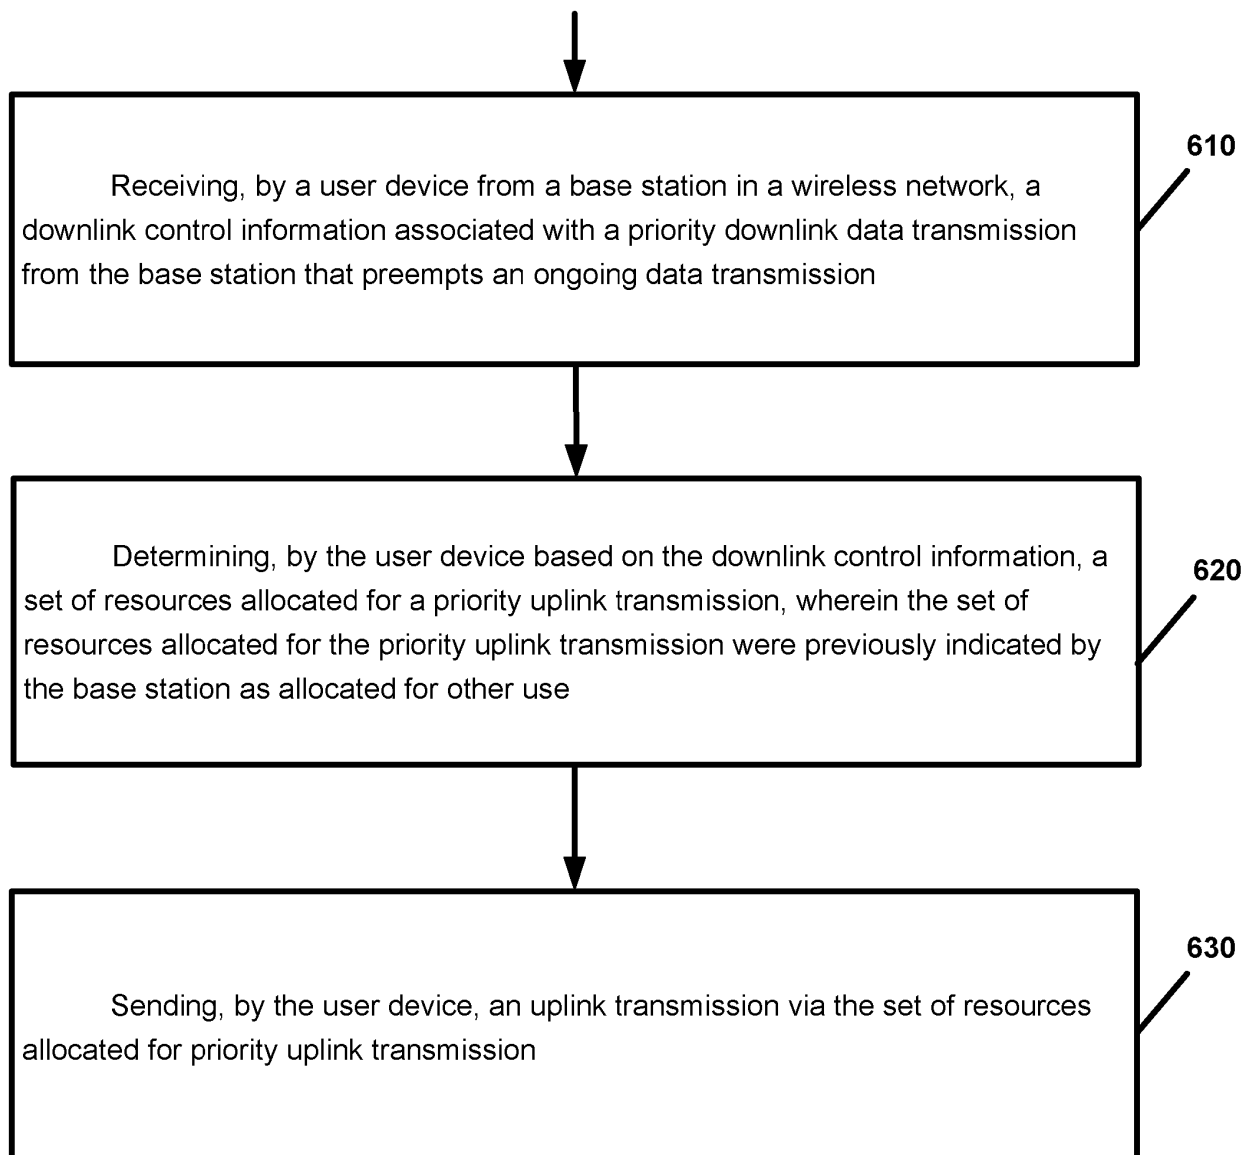 610
Receiving, by a user device from a base station in a wireless network, a
downlink control information associated with a priority downlink data transmission
from the base station that preempts an ongoing data transmission
620
Determining, by the user device based on the downlink control information, a
set of resources allocated for a priority uplink transmission, wherein the set of
resources allocated for the priority uplink transmission were previously indicated by
the base station as allocated for other use
630
Sending, by the user device, an uplink transmission via the set of resources
allocated for priority uplink transmission